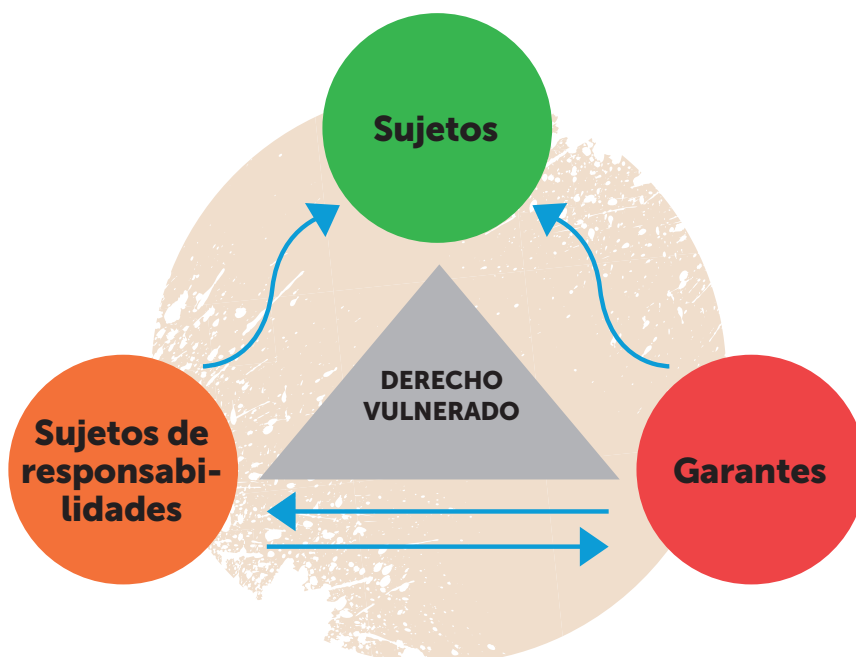 Sujetos
DERECHO
VULNERADO
Sujetos de
responsabi-
lidades
Garantes